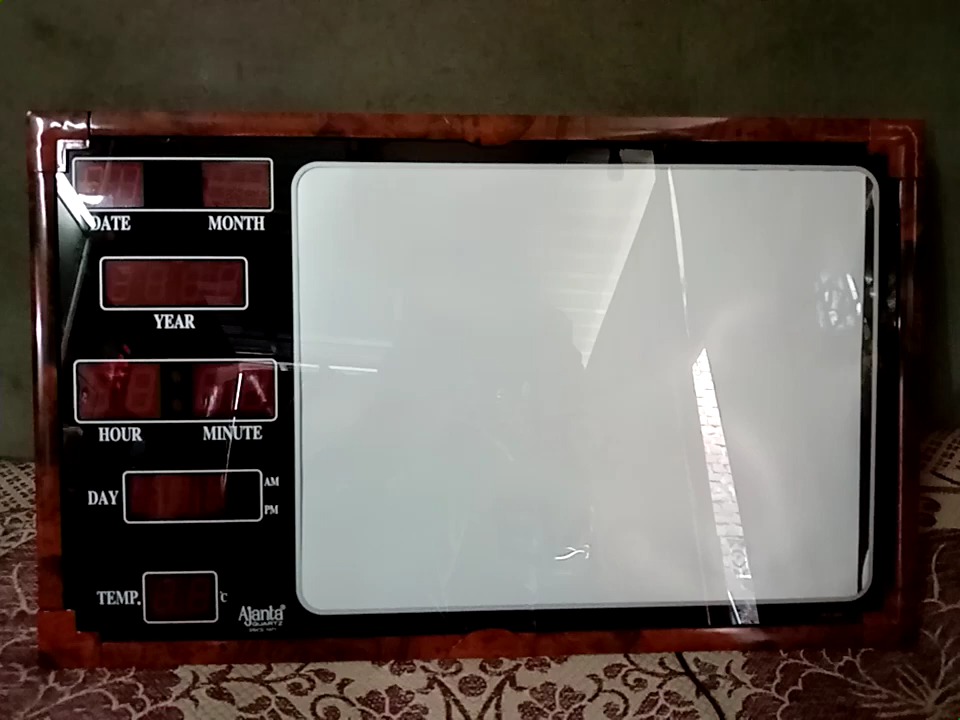 DATE MONTH
YEAR
HOUR MINUTE
AM
DAY
PM
TEMP. °C
Ajanta®
QUARTZ